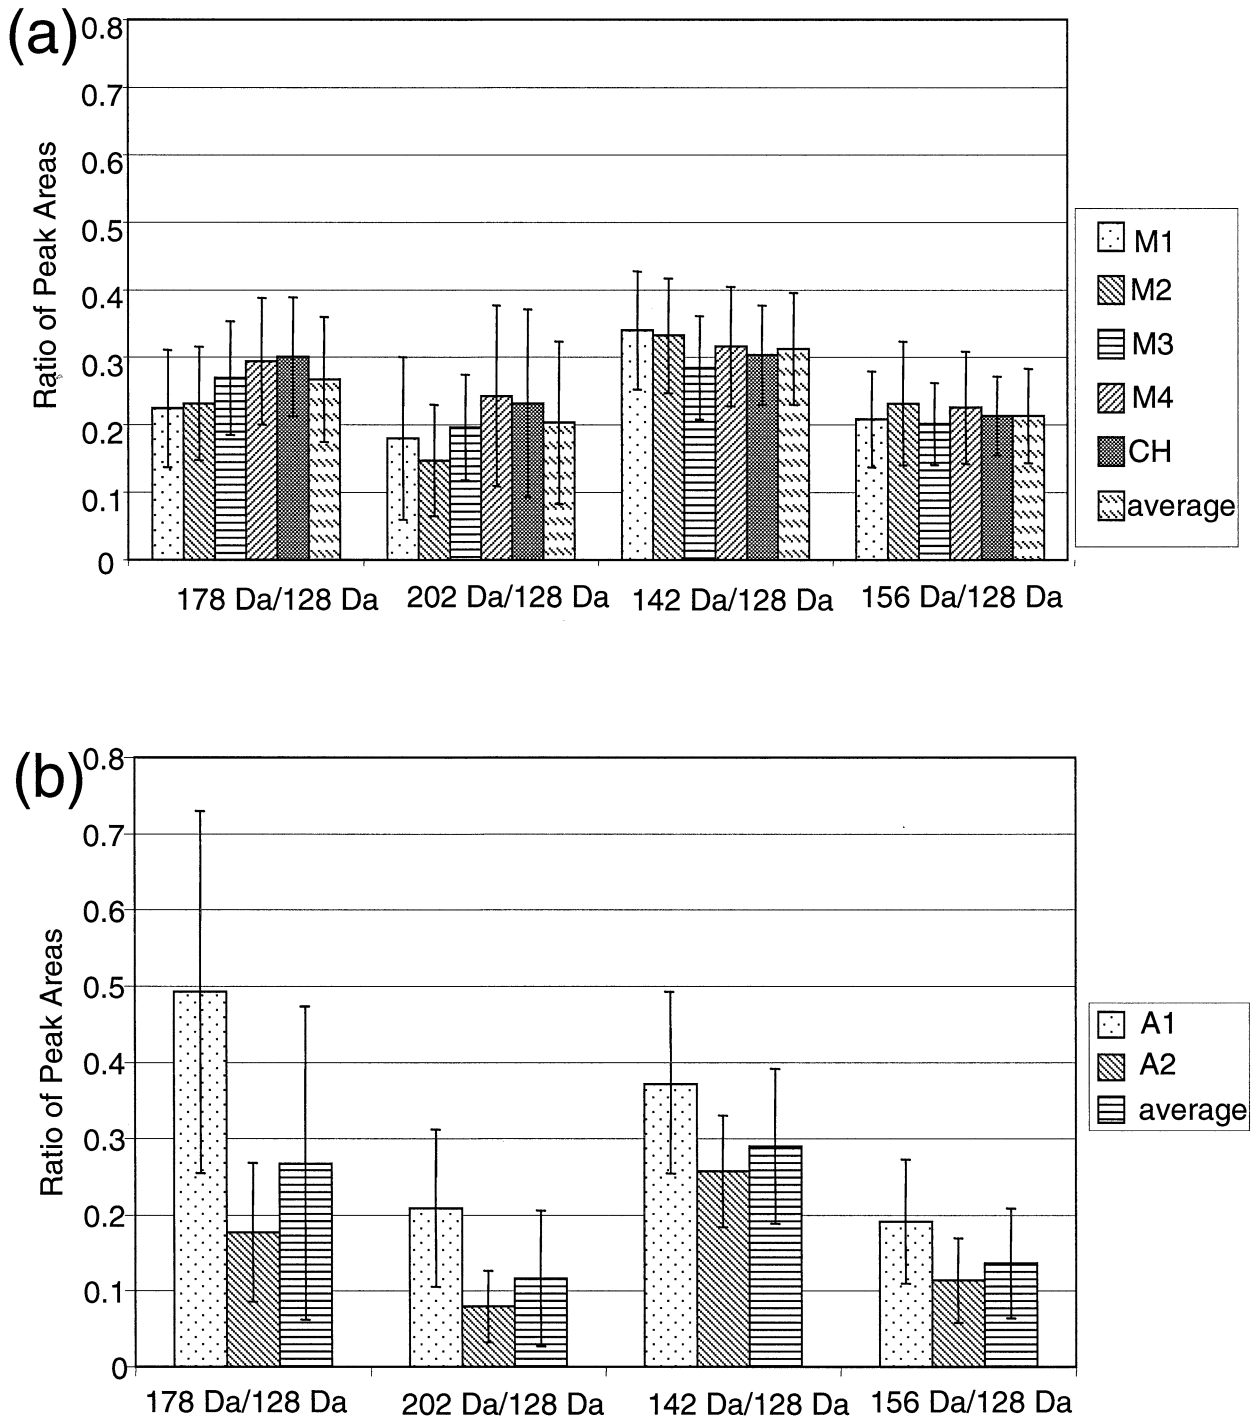 (a)
0.8
0.7
0.6
0.5
0.4
0.3
0.2
0.1
0
Ratio of Peak Areas
178 Da/128 Da 202 Da/128 Da 142 Da/128 Da 156 Da/128 Da
M1
M2
M3
M4
CH
average
(b)
0.8
0.7
0.6
0.5
0.4
0.3
0.2
0.1
0
Ratio of Peak Areas
178 Da/128 Da 202 Da/128 Da 142 Da/128 Da 156 Da/128 Da
A1
A2
average